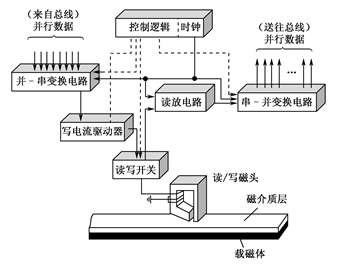 （来自总线）
并行数据
控制逻辑 时钟
（送往总线）
并行数据
…
并－串变换电路
读放电路
串－并变换电路
写电流驱动器
读写开关
读/写磁头
磁介质层
载磁体